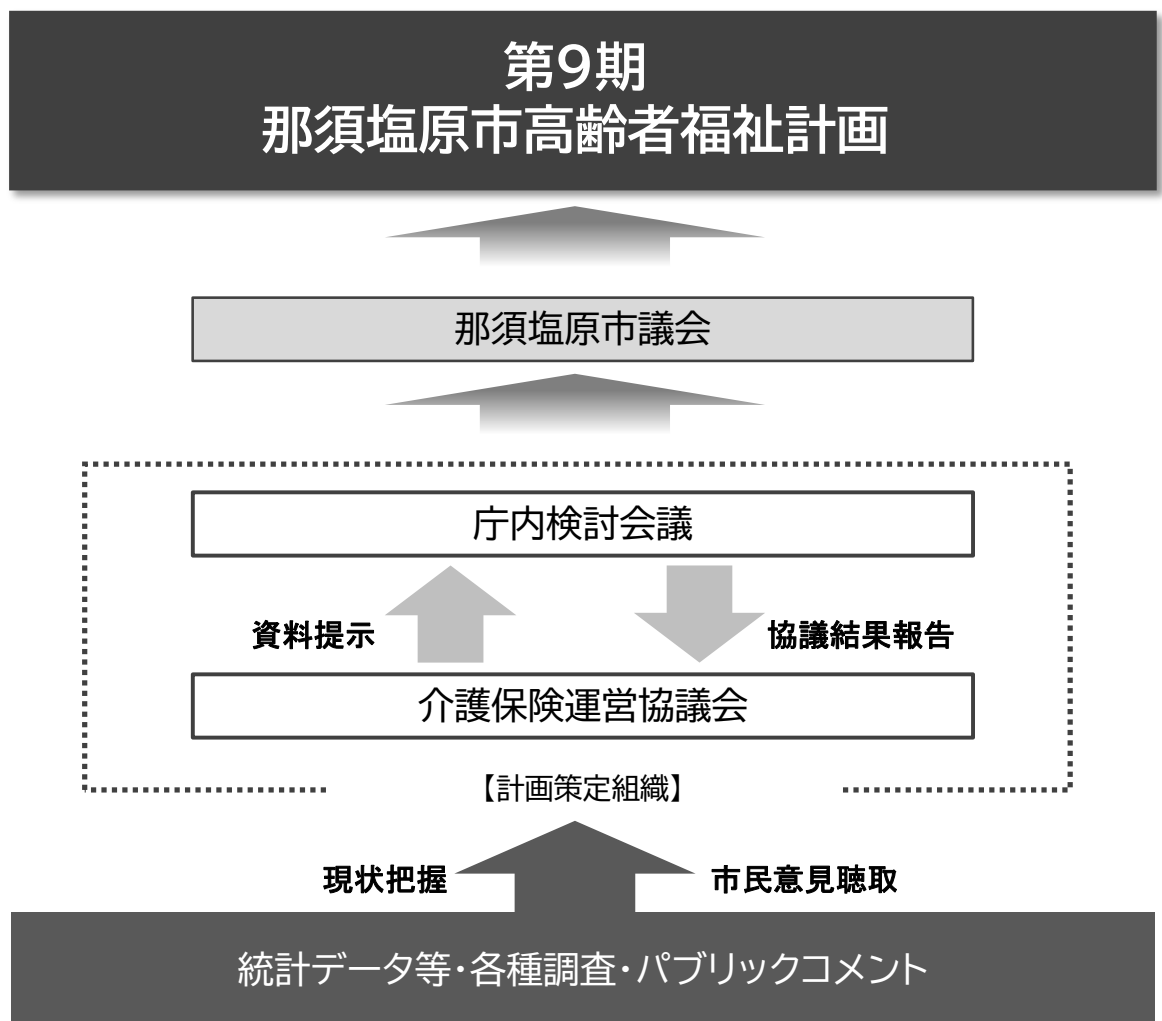 第9期
那須塩原市高齢者福祉計画
那須塩原市議会
庁内検討会議
資料提示
協議結果報告
介護保険運営協議会
【計画策定組織】
現状把握
市民意見聴取
統計データ等・各種調査・パブリックコメント